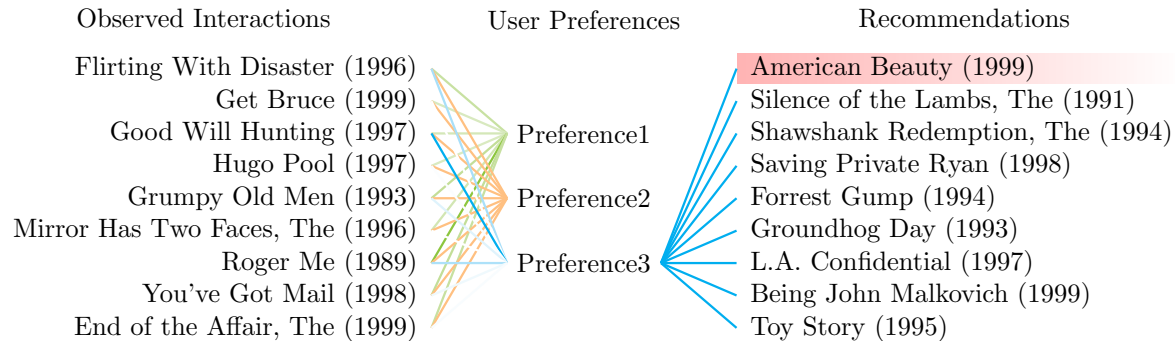 Observed Interactions
Flirting With Disaster (1996)
Get Bruce (1999)
Good Will Hunting (1997)
Hugo Pool (1997)
Grumpy Old Men (1993)
Mirror Has Two Faces, The (1996)
Roger Me (1989)
You've Got Mail (1998)
End of the Affair, The (1999)
User Preferences
Preference1
Preference2
Preference3
Recommendations
American Beauty (1999)
Silence of the Lambs, The (1991)
Shawshank Redemption, The (1994)
Saving Private Ryan (1998)
Forrest Gump (1994)
Groundhog Day (1993)
L.A. Confidential (1997)
Being John Malkovich (1999)
Toy Story (1995)